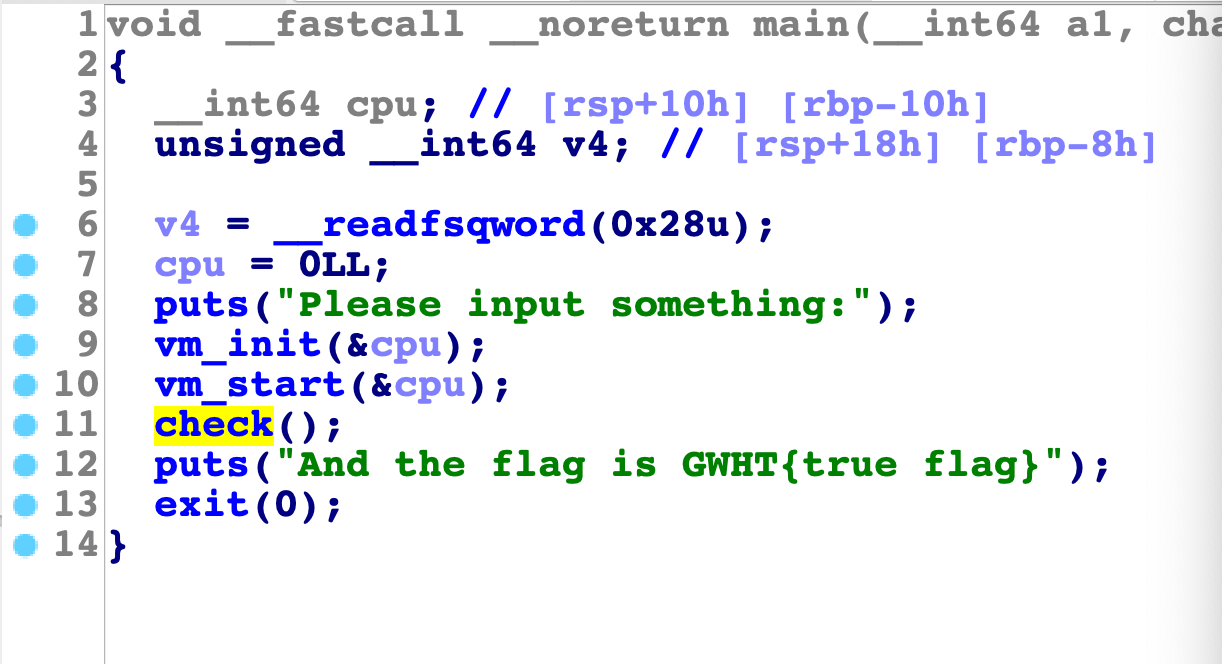 1 void __fastcall __noreturn main(__int64 a1, cha
2 {
3 __int64 cpu; // [rsp+10h] [rbp-10h]
4 unsigned __int64 v4; // [rsp+18h] [rbp-8h]
5
6 v4 = __readfsqword(0x28u);
7 cpu = 0LL;
8 puts("Please input something:");
9 vm_init(&cpu);
10 vm_start(&cpu);
11 check();
12 puts("And the flag is GWHT{true flag}");
13 exit(0);
14 }